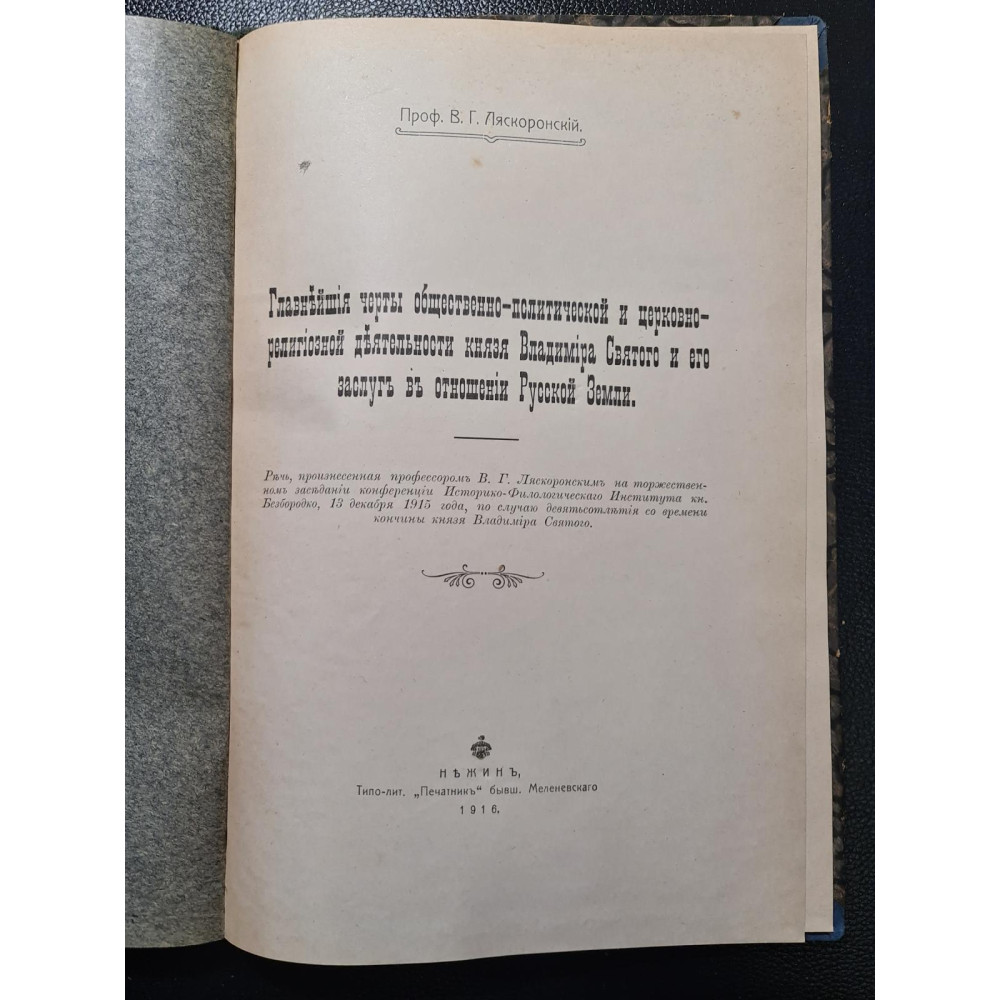 Проф. В. Г. Ляскоронскій.
Главнѣйшія черты общественно-политической и церковно-
религіозной дѣятельности князя Владиміра Святого и его
заслугъ въ отношеніи Русской Земли.
Рѣчь, произнесенная профессоромъ В. Г. Ляскоронскимъ на торжествен-
номъ засѣданіи конференціи Историко-Филологическаго Института кн.
Безбородко, 13 декабря 1915 года, по случаю девятьсотлѣтія со времени
кончины князя Владиміра Святого.
НѢЖИНЪ,
Типо-лит. „Печатникъ“ бывш. Меленевскаго
1916.